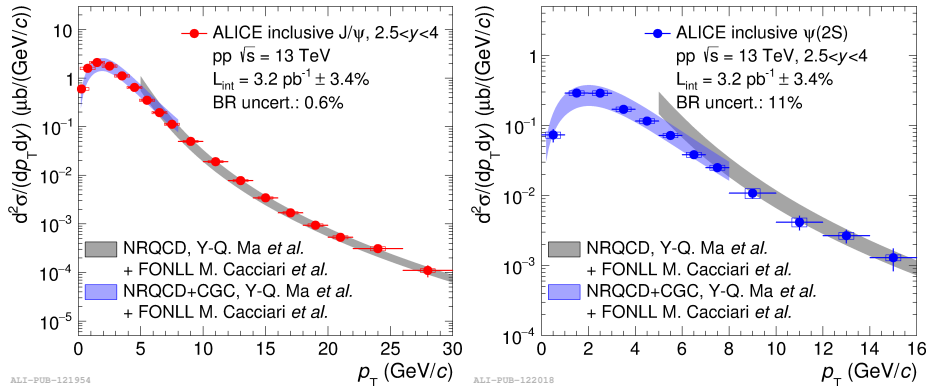 ALICE inclusive J/ψ, 2.5<y<4
pp √s = 13 TeV
L_int = 3.2 pb⁻¹ ± 3.4%
BR uncert.: 0.6%
d²σ/(dp_Tdy) (μb/(GeV/c))
10
1
10⁻¹
10⁻²
10⁻³
10⁻⁴
10⁻⁵
NRQCD, Y-Q. Ma et al.
+ FONLL M. Cacciari et al.
NRQCD+CGC, Y-Q. Ma et al.
+ FONLL M. Cacciari et al.
0 5 10 15 20 25 30
p_T (GeV/c)
ALI-PUB-121954
ALICE inclusive ψ(2S)
pp √s = 13 TeV, 2.5<y<4
L_int = 3.2 pb⁻¹ ± 3.4%
BR uncert.: 11%
d²σ/(dp_Tdy) (μb/(GeV/c))
1
10⁻¹
10⁻²
10⁻³
10⁻⁴
NRQCD, Y-Q. Ma et al.
+ FONLL M. Cacciari et al.
NRQCD+CGC, Y-Q. Ma et al.
+ FONLL M. Cacciari et al.
0 2 4 6 8 10 12 14 16
p_T (GeV/c)
ALI-PUB-122018